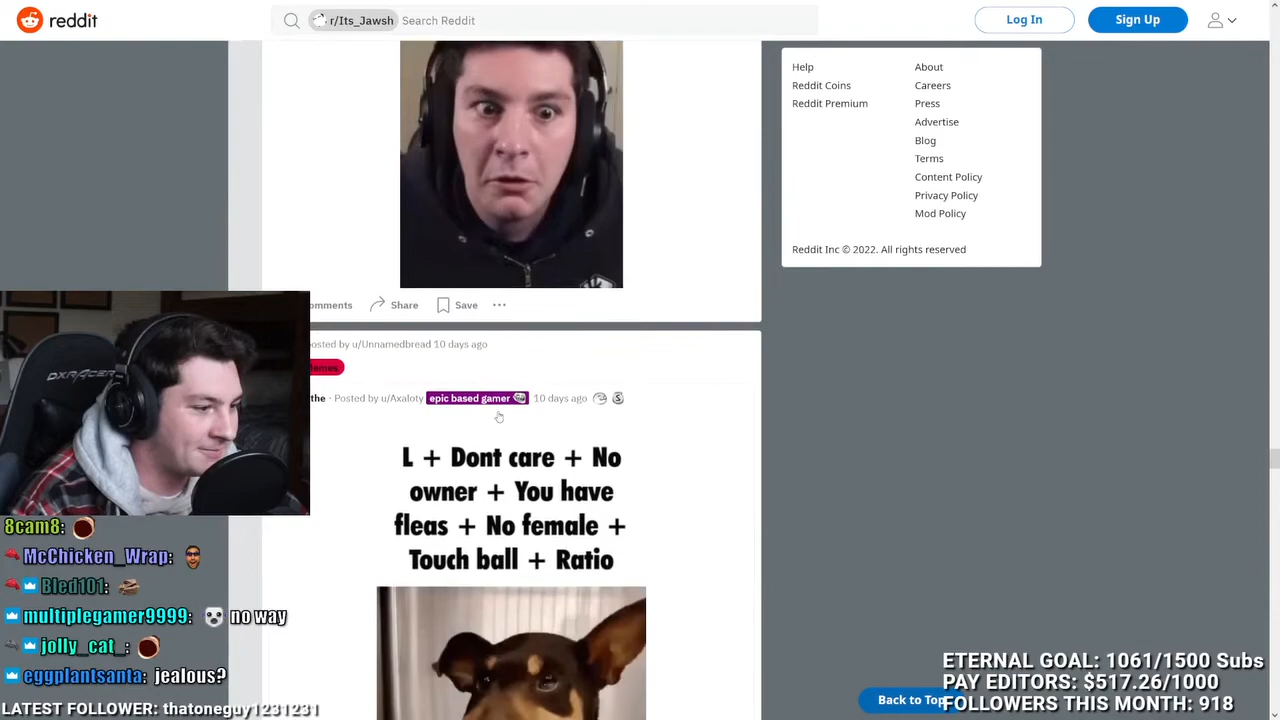 reddit
r/Its_Jawsh Search Reddit
Log In
Sign Up
Help
About
Reddit Coins
Careers
Reddit Premium
Press
Advertise
Blog
Terms
Content Policy
Privacy Policy
Mod Policy
Reddit Inc © 2022. All rights reserved
omments Share Save
osted by u/Unnamedbread 10 days ago
emes
the · Posted by u/Axaloty epic based gamer 10 days ago
L + Dont care + No
owner + You have
fleas + No female +
Touch ball + Ratio
DXRACER
8cam8:
McChicken_Wrap:
Bled101:
multiplegamer9999: no way
jolly_cat_:
eggplantsanta: jealous?
LATEST FOLLOWER: thatoneguy1231231
Back to Top
ETERNAL GOAL: 1061/1500 Subs
PAY EDITORS: $517.26/1000
FOLLOWERS THIS MONTH: 918